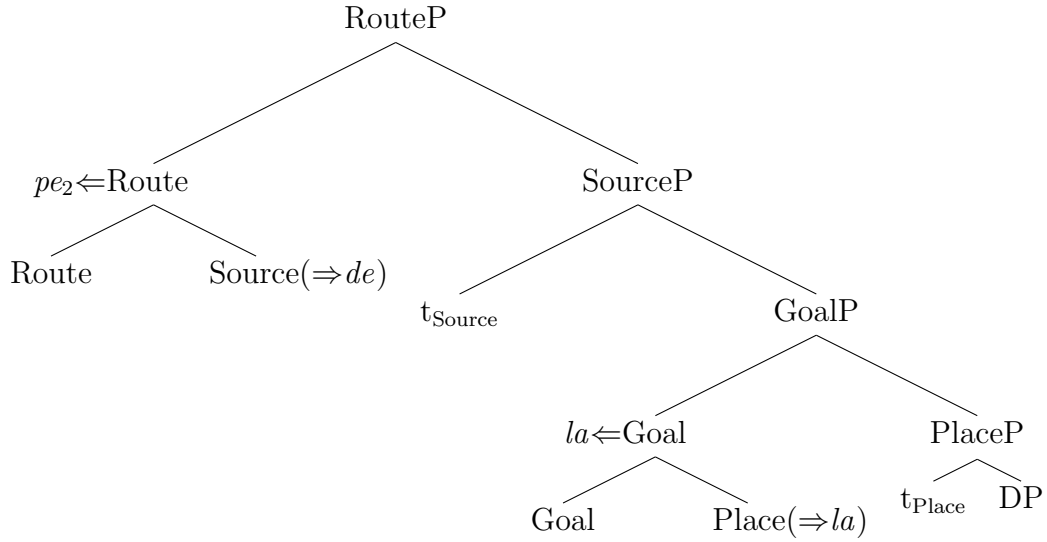 RouteP
pe₂⇐Route SourceP
Route Source(⇒de)
t_Source GoalP
la⇐Goal PlaceP
Goal Place(⇒la) t_Place DP